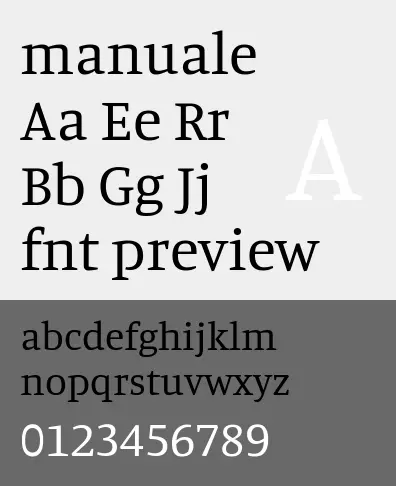 manuale
Aa Ee Rr
Bb Gg Jj
A
fnt preview
abcdefghijklm
nopqrstuvwxyz
0123456789